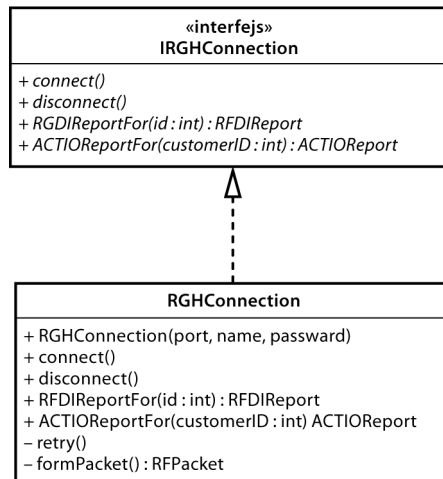 «interfejs»
IRGHConnection
+ connect()
+ disconnect()
+ RGDIReportFor(id : int) : RFDIReport
+ ACTIOReportFor(customerID : int) : ACTIOReport
RGHConnection
+ RGHConnection(port, name, passward)
+ connect()
+ disconnect()
+ RFDIReportFor(id : int) : RFDIReport
+ ACTIOReportFor(customerID : int) ACTIOReport
– retry()
– formPacket() : RFPacket